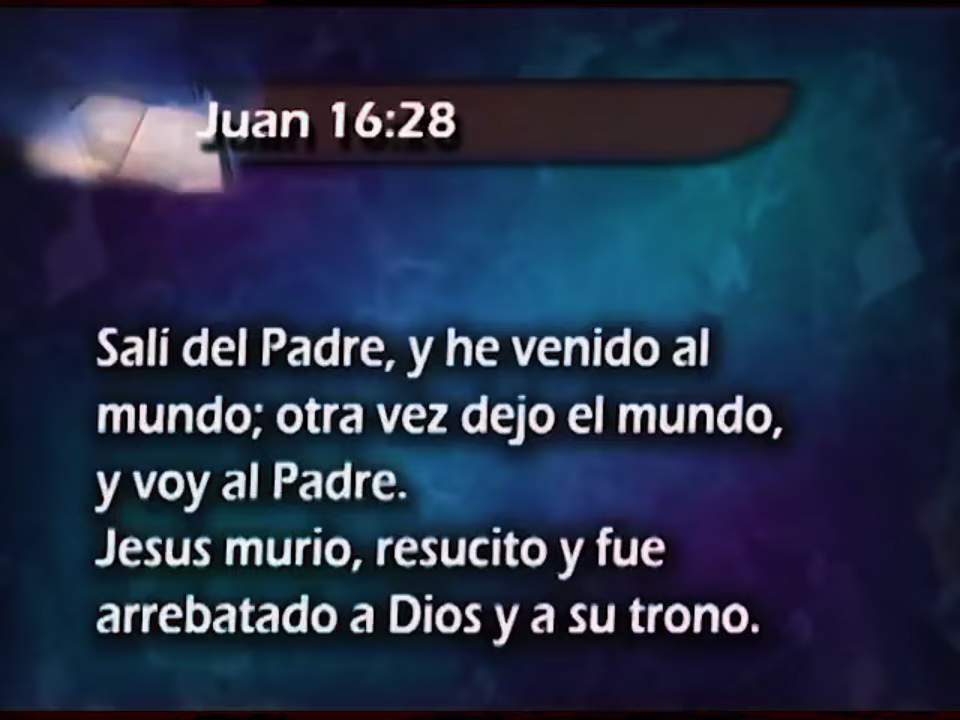 Juan 16:28
Salí del Padre, y he venido al
mundo; otra vez dejo el mundo,
y voy al Padre.
Jesus murio, resucito y fue
arrebatado a Dios y a su trono.